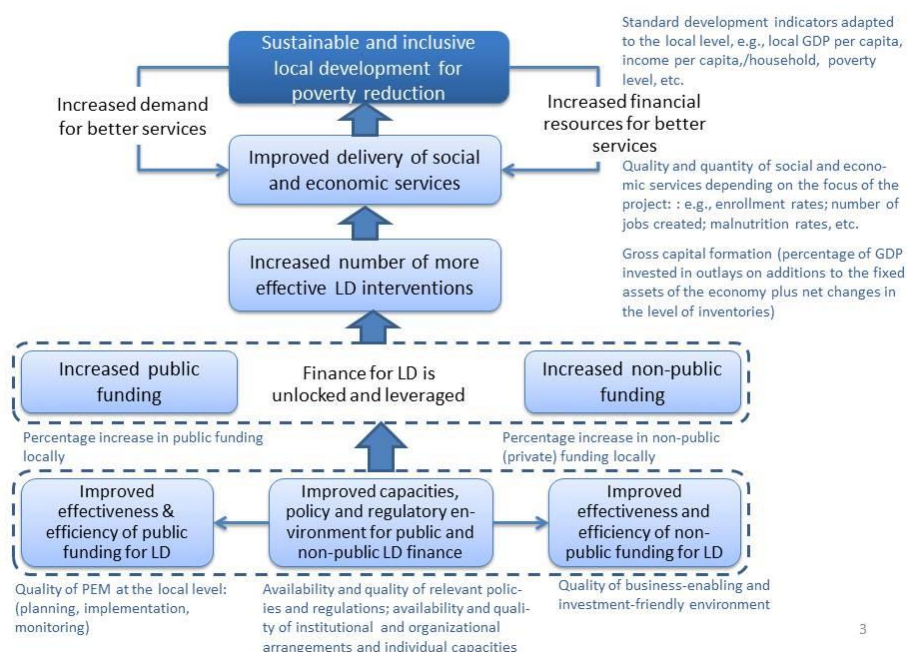 Sustainable and inclusive
local development for
poverty reduction
Standard development indicators adapted
to the local level, e.g., local GDP per capita,
income per capita,/household, poverty
level, etc.
Increased demand
for better services
Increased financial
resources for better
services
Improved delivery of social
and economic services
Quality and quantity of social and econo-
mic services depending on the focus of the
project: : e.g., enrollment rates; number of
jobs created; malnutrition rates, etc.
Increased number of more
effective LD interventions
Gross capital formation (percentage of GDP
invested in outlays on additions to the fixed
assets of the economy plus net changes in
the level of inventories)
Increased public
funding
Finance for LD is
unlocked and leveraged
Increased non-public
funding
Percentage increase in public funding
locally
Percentage increase in non-public
(private) funding locally
Improved
effectiveness &
efficiency of public
funding for LD
Improved capacities,
policy and regulatory en-
vironment for public and
non-public LD finance
Improved
effectiveness and
efficiency of non-
public funding for LD
Quality of PEM at the local level:
(planning, implementation,
monitoring)
Availability and quality of relevant polic-
ies and regulations; availability and quali-
ty of institutional and organizational
arrangements and individual capacities
Quality of business-enabling and
investment-friendly environment
3